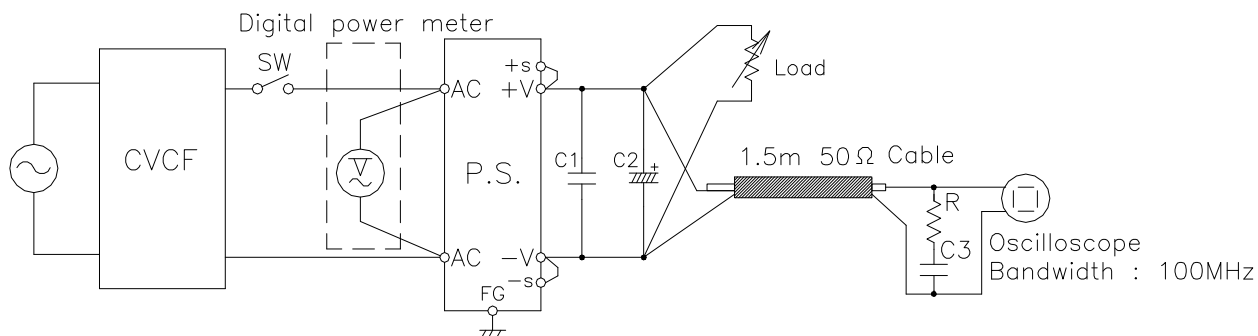 Digital power meter
SW
CVCF
V
AC
AC
P.S.
+s
+V
-V
-s
FG
C1
C2
+
Load
1.5m 50Ω Cable
R
C3
Oscilloscope
Bandwidth : 100MHz